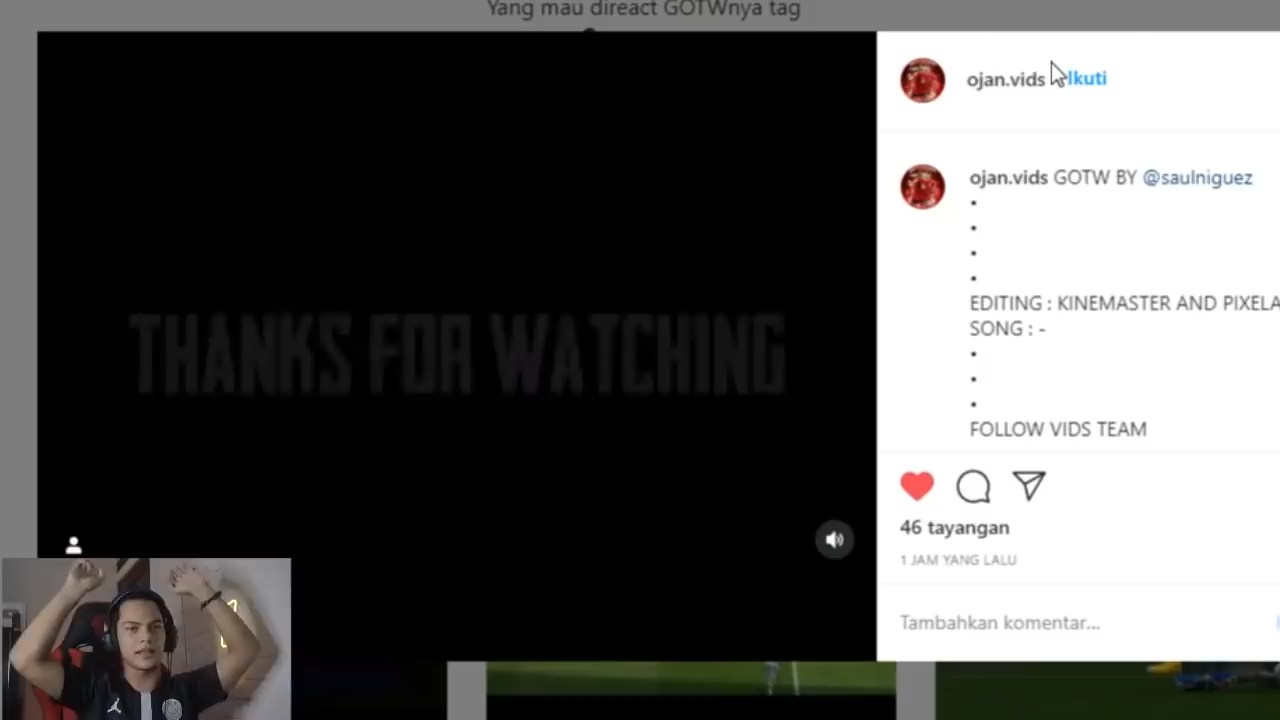 Yang mau direact GOTWnya tag
ojan.vids Ikuti
ojan.vids GOTW BY @saulniguez
EDITING : KINEMASTER AND PIXELA
SONG : -
FOLLOW VIDS TEAM
THANKS FOR WATCHING
46 tayangan
1 JAM YANG LALU
Tambahkan komentar...